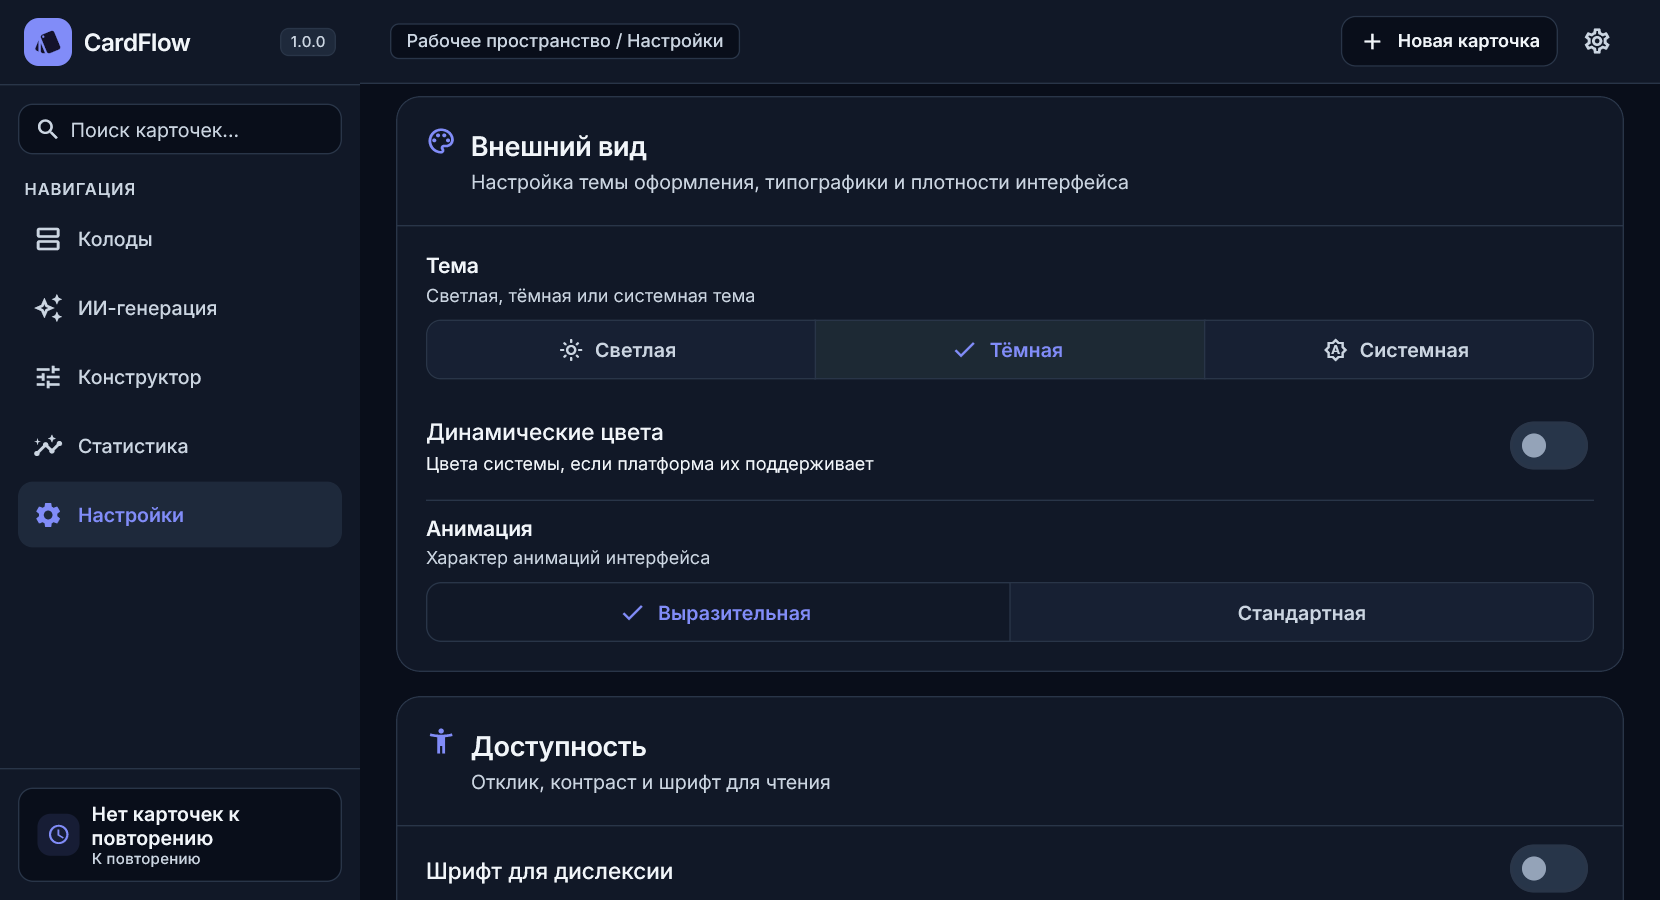 CardFlow
1.0.0
Рабочее пространство / Настройки
Новая карточка
Поиск карточек...
НАВИГАЦИЯ
Колоды
ИИ-генерация
Конструктор
Статистика
Настройки
Нет карточек к
повторению
К повторению
Внешний вид
Настройка темы оформления, типографики и плотности интерфейса
Тема
Светлая, тёмная или системная тема
Светлая
Тёмная
Системная
Динамические цвета
Цвета системы, если платформа их поддерживает
Анимация
Характер анимаций интерфейса
Выразительная
Стандартная
Доступность
Отклик, контраст и шрифт для чтения
Шрифт для дислексии